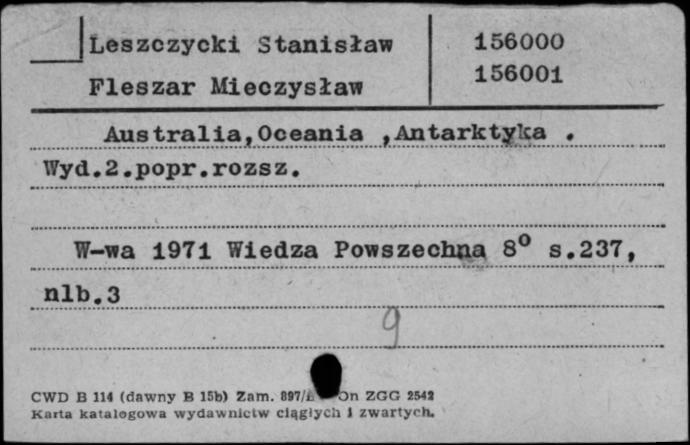 Leszczycki Stanisław 156000
Fleszar Mieczysław 156001
Australia,Oceania ,Antarktyka .
Wyd.2.popr.rozsz.
W-wa 1971 Wiedza Powszechna 8⁰ s.237,
nlb.3
9
CWD B 114 (dawny B 15b) Zam. 897/ On ZGG 2542
Karta katalogowa wydawnictw ciągłych i zwartych.